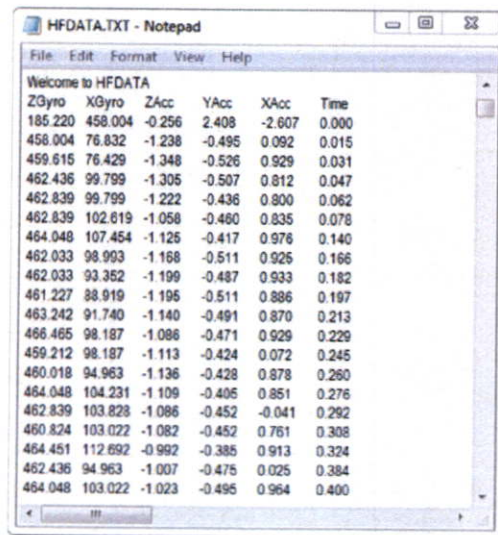 HFDATA.TXT - Notepad
File Edit Format View Help
Welcome to HFDATA
ZGyro XGyro ZAcc YAcc XAcc Time
185.220 458.004 -0.256 2.408 -2.607 0.000
458.004 76.832 -1.238 -0.495 0.092 0.015
459.615 76.429 -1.348 -0.526 0.929 0.031
462.436 99.799 -1.305 -0.507 0.812 0.047
462.839 99.799 -1.222 -0.436 0.800 0.062
462.839 102.619 -1.058 -0.460 0.835 0.078
464.048 107.454 -1.125 -0.417 0.976 0.140
462.033 98.993 -1.168 -0.511 0.925 0.166
462.033 93.352 -1.199 -0.487 0.933 0.182
461.227 88.919 -1.195 -0.511 0.886 0.197
463.242 91.740 -1.140 -0.491 0.870 0.213
466.465 98.187 -1.086 -0.471 0.929 0.229
459.212 98.187 -1.113 -0.424 0.072 0.245
460.018 94.963 -1.136 -0.428 0.878 0.260
464.048 104.231 -1.109 -0.405 0.851 0.276
462.839 103.828 -1.086 -0.452 -0.041 0.292
460.824 103.022 -1.082 -0.452 0.761 0.308
464.451 112.692 -0.992 -0.385 0.913 0.324
462.436 94.963 -1.007 -0.475 0.025 0.384
464.048 103.022 -1.023 -0.495 0.964 0.400